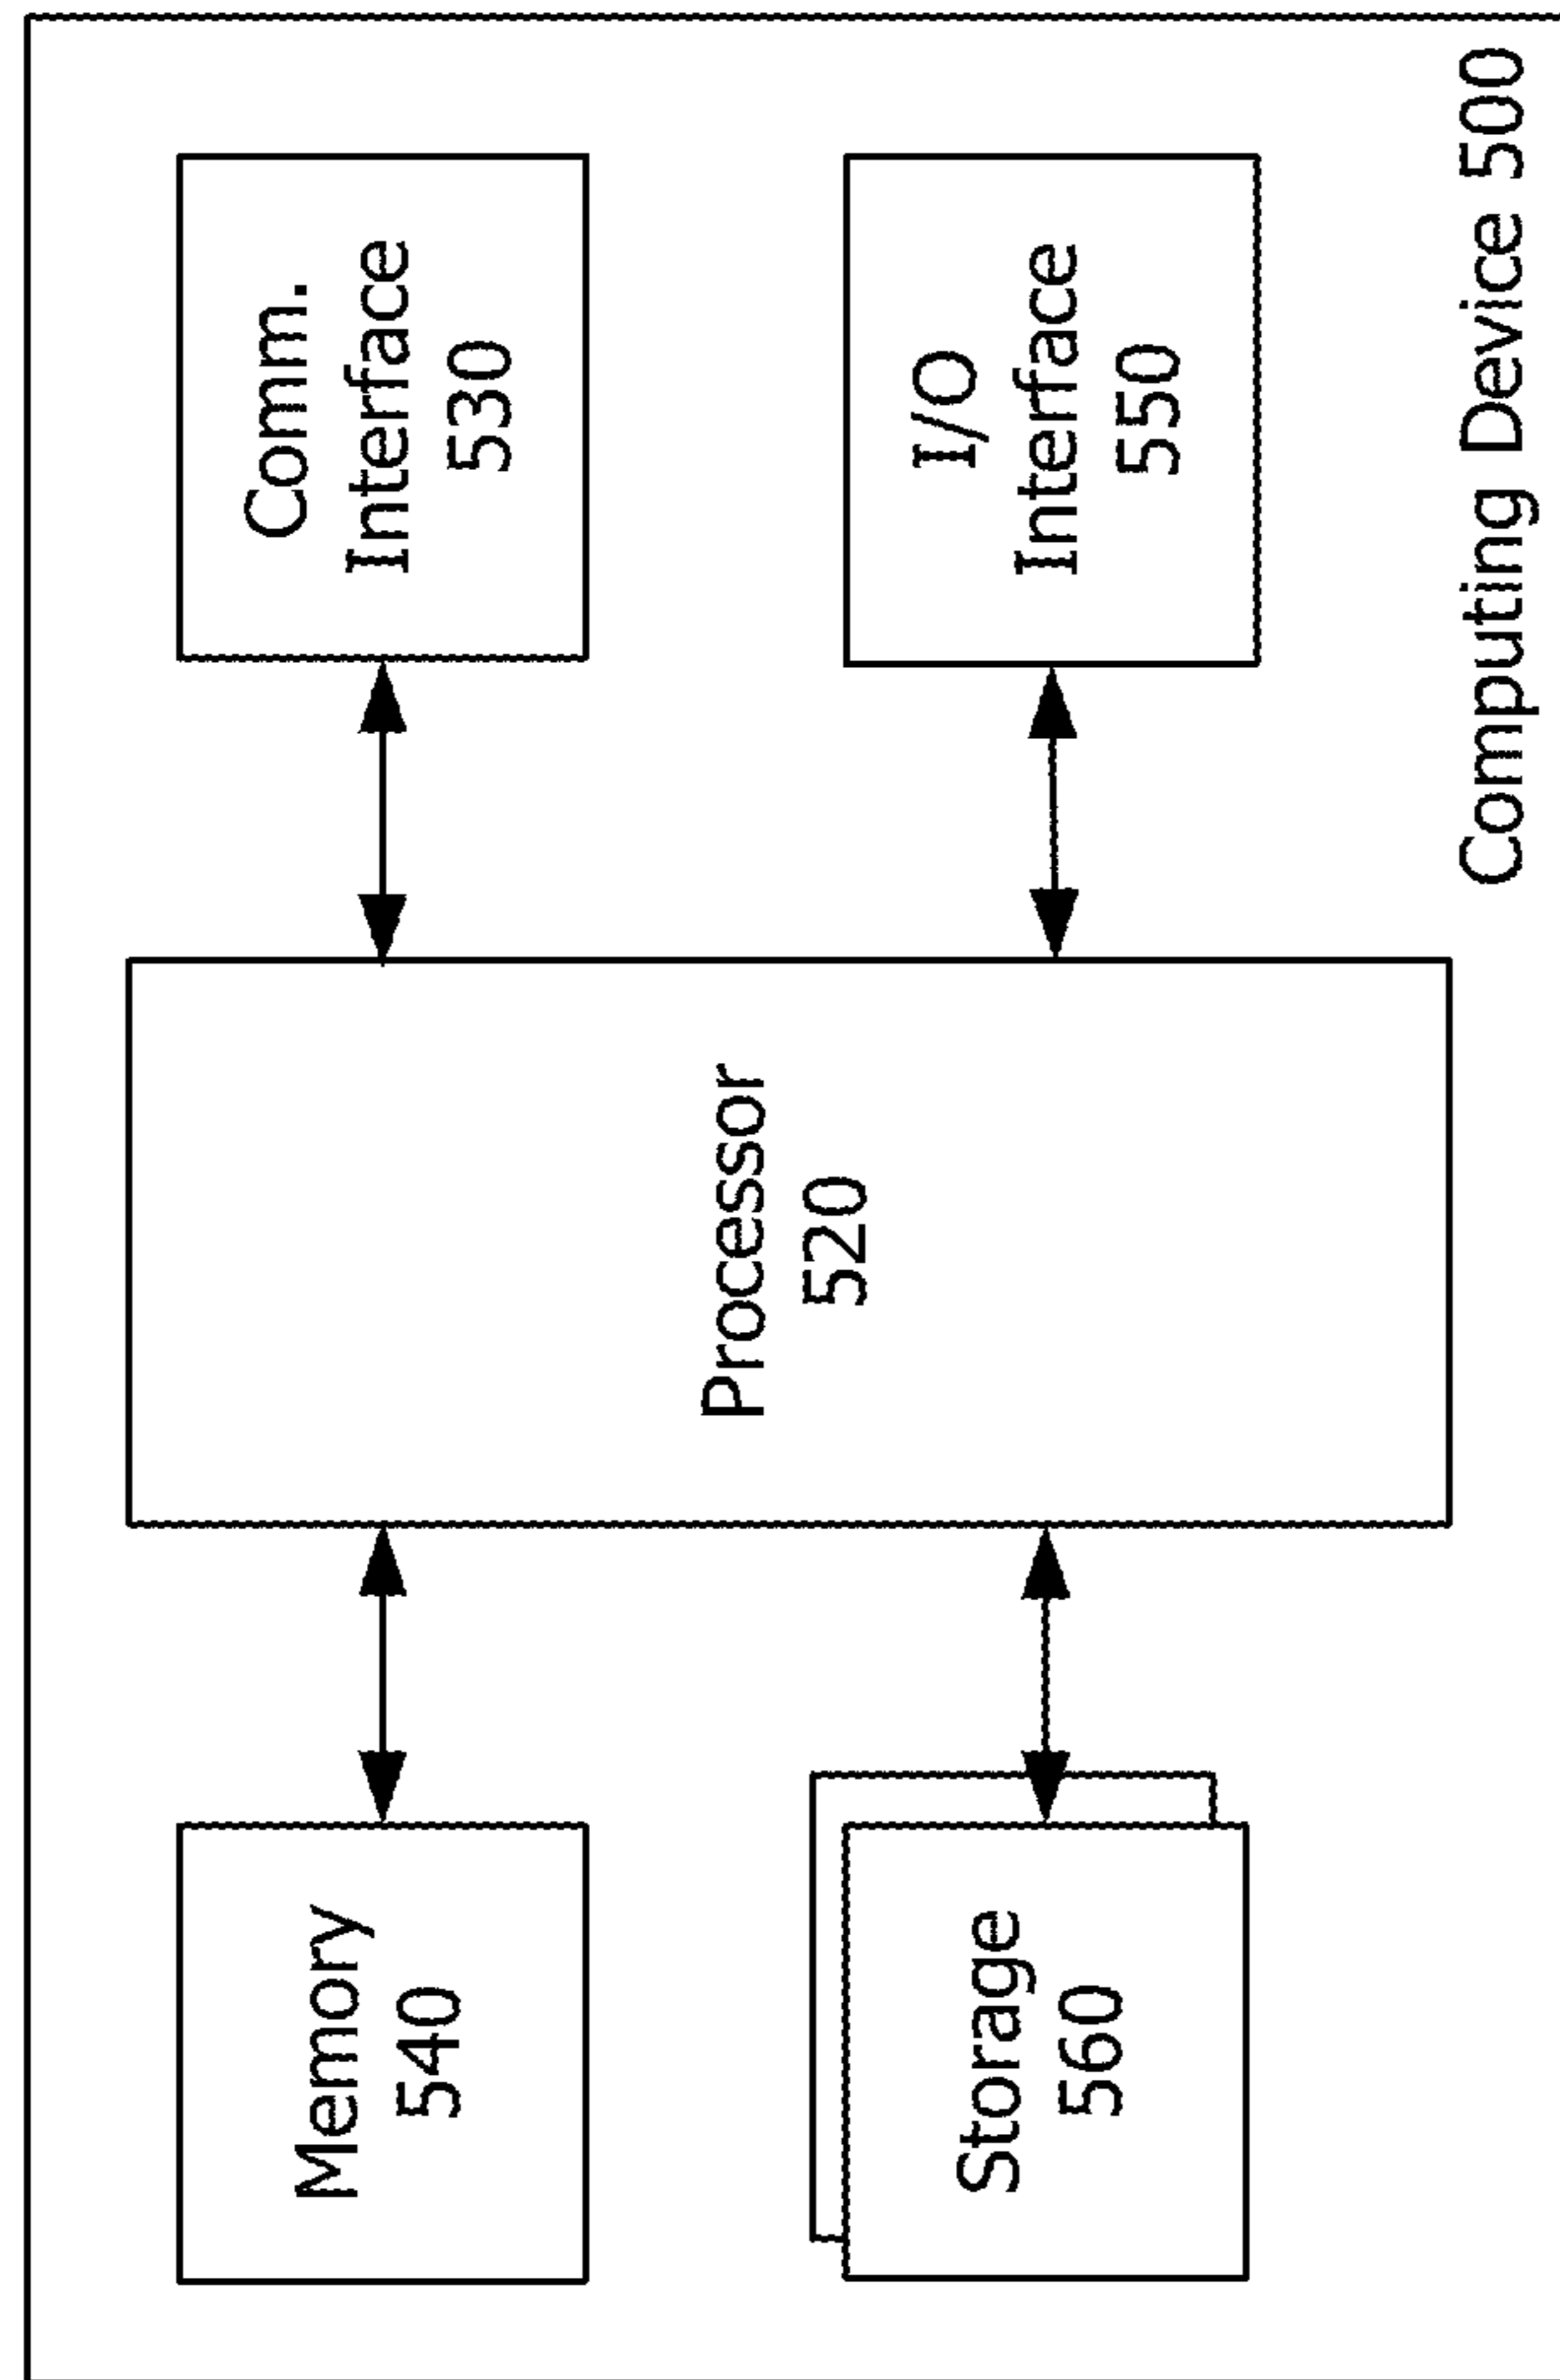 Memory
540
Processor
520
Comm.
Interface
530
Storage
560
I/O
Interface
550
Computing Device 500